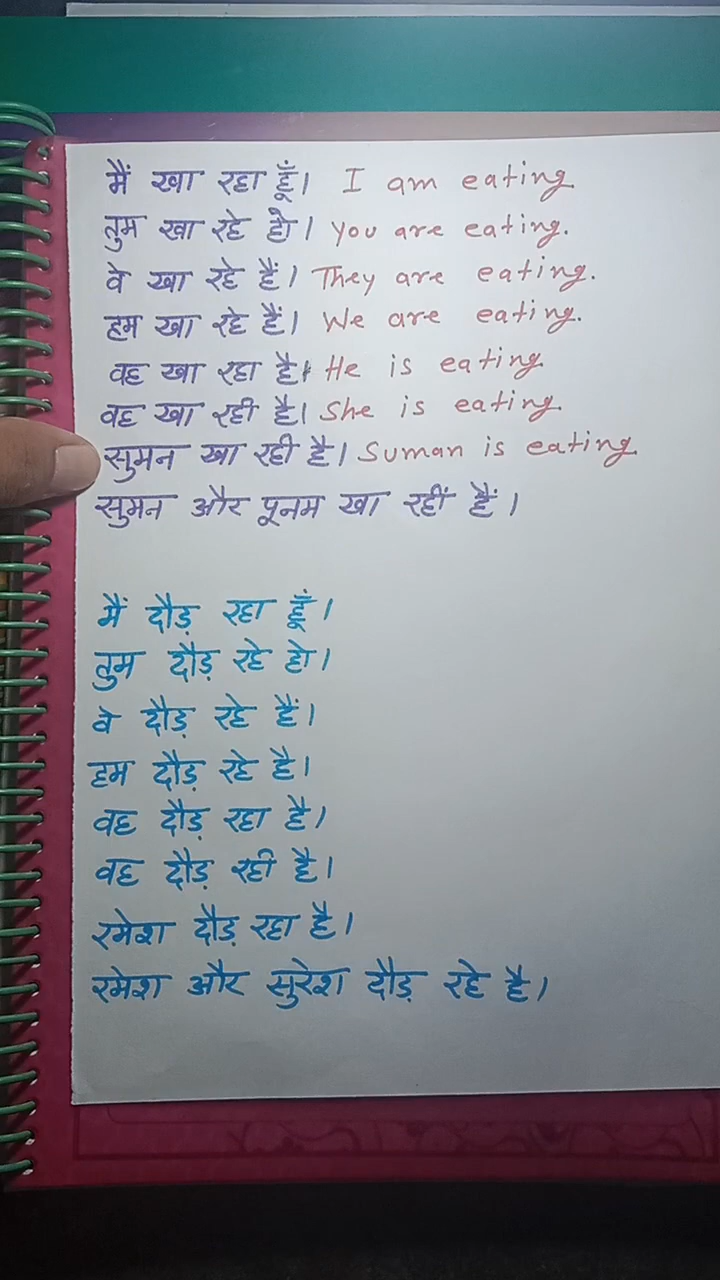 मैं खा रहा हूँ। I am eating
तुम खा रहे हो। You are eating.
वे खा रहे हैं। They are eating.
हम खा रहे हैं। We are eating.
वह खा रहा है। He is eating
वह खा रही है। She is eating.
सुमन खा रही है। Suman is eating.
सुमन और पूनम खा रहीं हैं।
मैं दौड़ रहा हूँ।
तुम दौड़ रहे हो।
वे दौड़ रहे हैं।
हम दौड़ रहे है।
वह दौड़ रहा है।
वह दौड़ रही है।
रमेश दौड़ रहा है।
रमेश और सुरेश दौड़ रहे है।